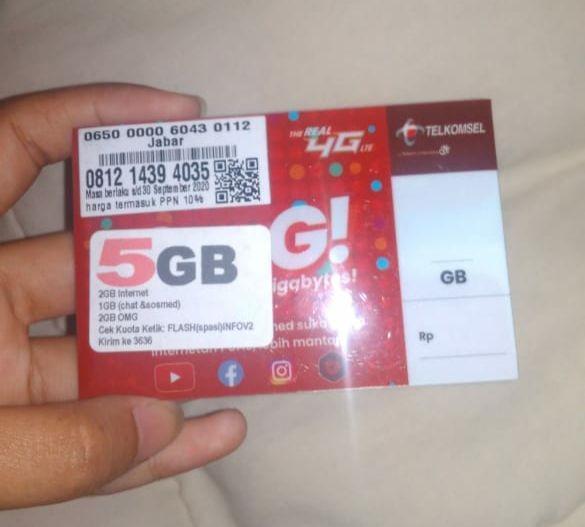 0650 0000 6043 0112
Jabar
0812 1439 4035
Masa berlaku s/d 30 September 2020
harga termasuk PPN 10%
THE REAL
4G LTE
TELKOMSEL
G!
5GB
2GB Internet
1GB (chat &sosmed)
2GB OMG
Cek Kuota Ketik: FLASH(spasi)INFOV2
Kirim ke 3636
GB
Rp